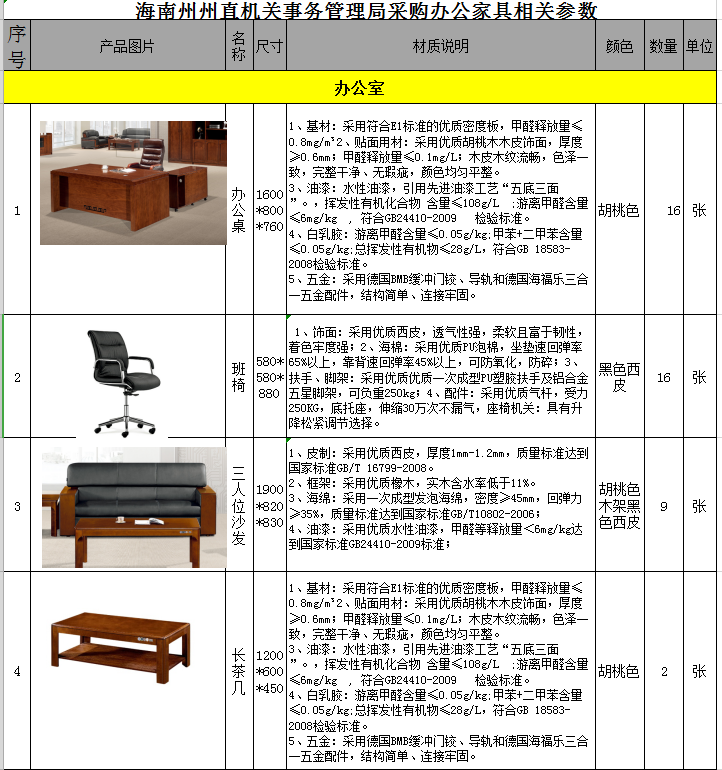 海南州州直机关事务管理局采购办公家具相关参数
序号 产品图片 名称 尺寸 材质说明 颜色 数量 单位
办公室
1 办公桌 1600*800*760
1、基材：采用符合E1标准的优质密度板，甲醛释放量≤
0.8mg/m³2、贴面用材：采用优质胡桃木木皮饰面，厚度
≥0.6mm；甲醛释放量≤0.1mg/L；木皮木纹流畅，色泽一
致，完整干净、无瑕疵，颜色均匀平整。
3、油漆：水性油漆，引用先进油漆工艺“五底三面
”。，挥发性有机化合物 含量≤108g/L ;游离甲醛含量
≤6mg/kg ，符合GB24410-2009 检验标准。
4、白乳胶：游离甲醛含量≤0.05g/kg;甲苯+二甲苯含量
≤0.05g/kg;总挥发性有机物≤28g/L，符合GB 18583-
2008检验标准。
5、五金：采用德国BMB缓冲门铰、导轨和德国海福乐三合
一五金配件，结构简单、连接牢固。
胡桃色 16 张
2 班椅 580*580*880
1、饰面：采用优质西皮，透气性强，柔软且富于韧性，
着色牢度强；2、海棉：采用优质PU泡棉，坐垫速回弹率
65%以上，靠背速回弹率45%以上，可防氧化，防碎；3、
扶手、脚架：采用优质优质一次成型PU塑胶扶手及铝合金
五星脚架，可负重250kg；4、配件：采用优质气杆，受力
250KG，底托座，伸缩30万次不漏气，座椅机关：具有升
降松紧调节选择。
黑色西皮 16 张
3 三人位沙发 1900*820*830
1、皮制：采用优质西皮，厚度1mm-1.2mm，质量标准达到
国家标准GB/T 16799-2008。
2、框架：采用优质橡木，实木含水率低于11%。
3、海绵：采用一次成型发泡海绵，密度≥45mm，回弹力
≥35%，质量标准达到国家标准GB/T10802-2006；
4、油漆：采用优质水性油漆，甲醛等释放量＜6mg/kg达
到国家标准GB24410-2009标准；
胡桃色木架黑色西皮 9 张
4 长茶几 1200*600*450
1、基材：采用符合E1标准的优质密度板，甲醛释放量≤
0.8mg/m³2、贴面用材：采用优质胡桃木木皮饰面，厚度
≥0.6mm；甲醛释放量≤0.1mg/L；木皮木纹流畅，色泽一
致，完整干净、无瑕疵，颜色均匀平整。
3、油漆：水性油漆，引用先进油漆工艺“五底三面
”。，挥发性有机化合物 含量≤108g/L ;游离甲醛含量
≤6mg/kg ，符合GB24410-2009 检验标准。
4、白乳胶：游离甲醛含量≤0.05g/kg;甲苯+二甲苯含量
≤0.05g/kg;总挥发性有机物≤28g/L，符合GB 18583-
2008检验标准。
5、五金：采用德国BMB缓冲门铰、导轨和德国海福乐三合
一五金配件，结构简单、连接牢固。
胡桃色 2 张